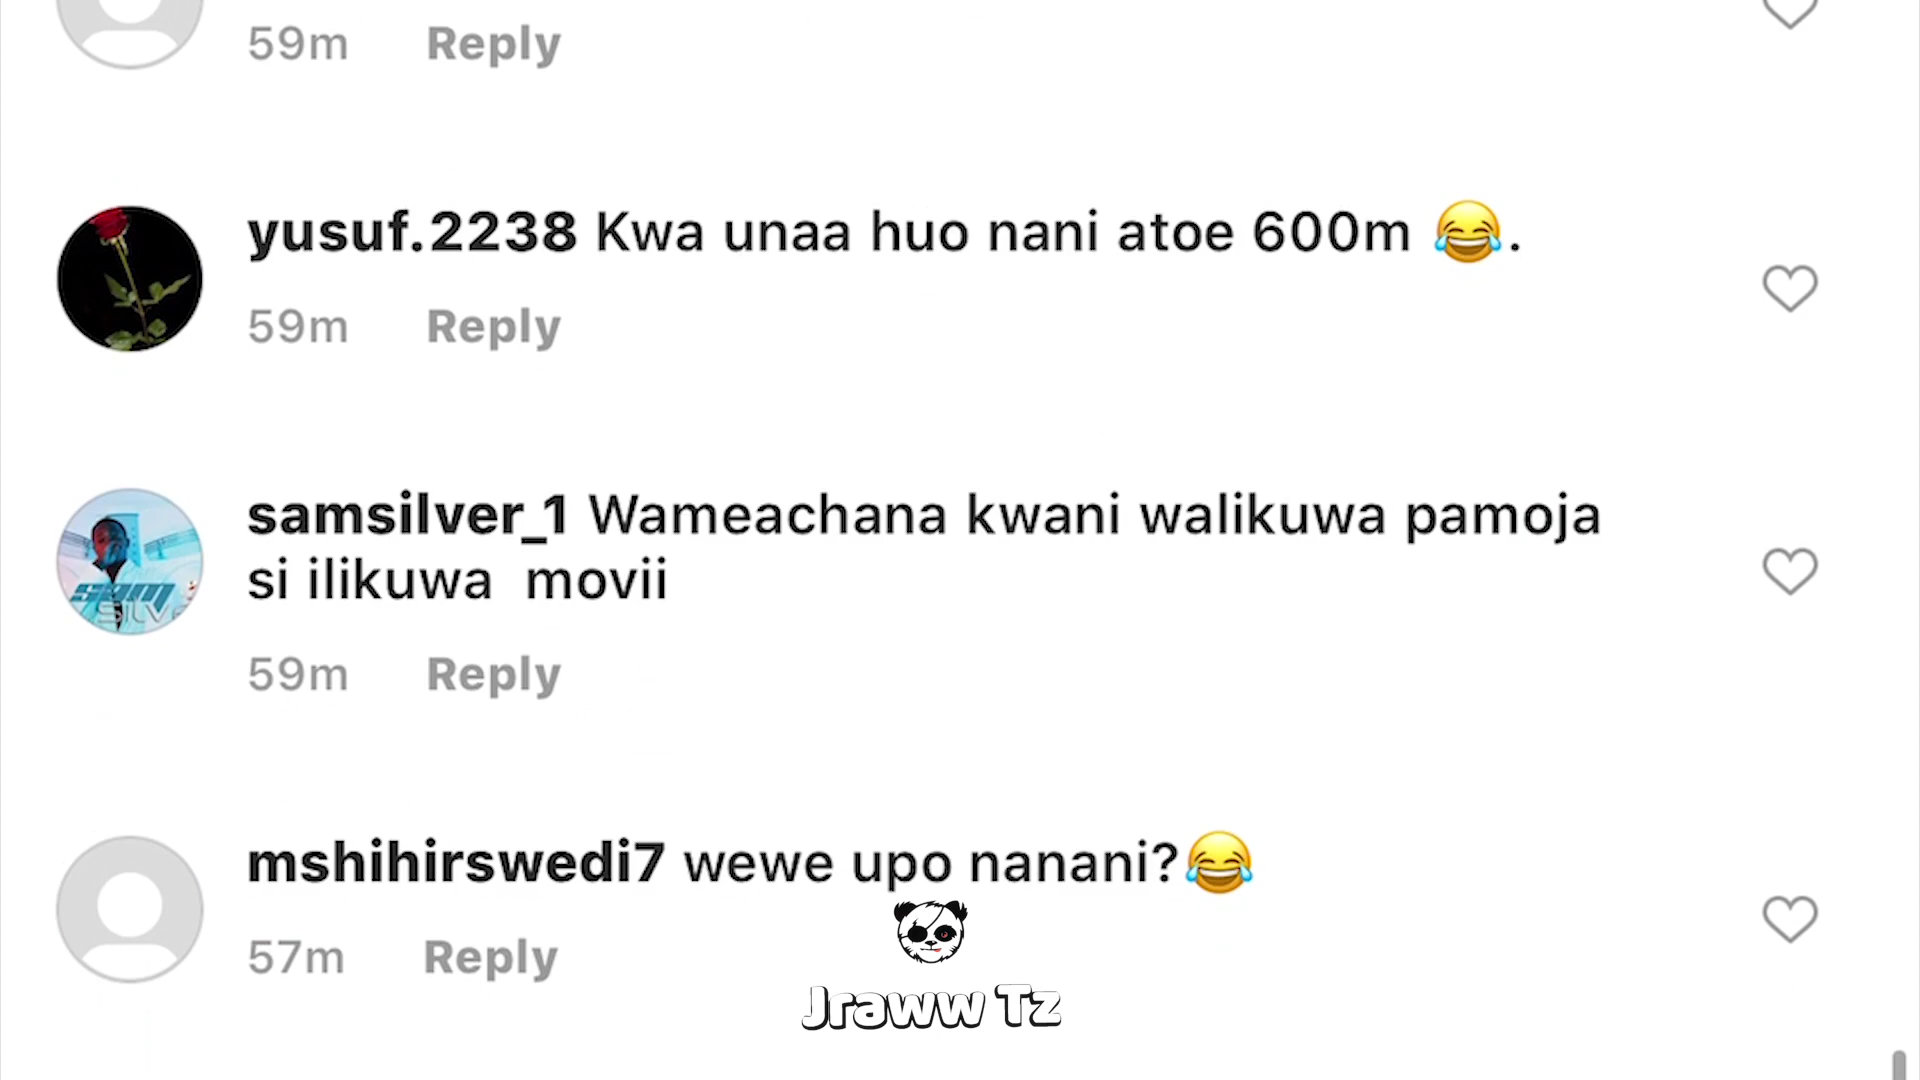 59m Reply
yusuf.2238 Kwa unaa huo nani atoe 600m 😂.
59m Reply
samsilver_1 Wameachana kwani walikuwa pamoja
si ilikuwa movii
59m Reply
mshihirswedi7 wewe upo nanani?😂
57m Reply
Jraww Tz